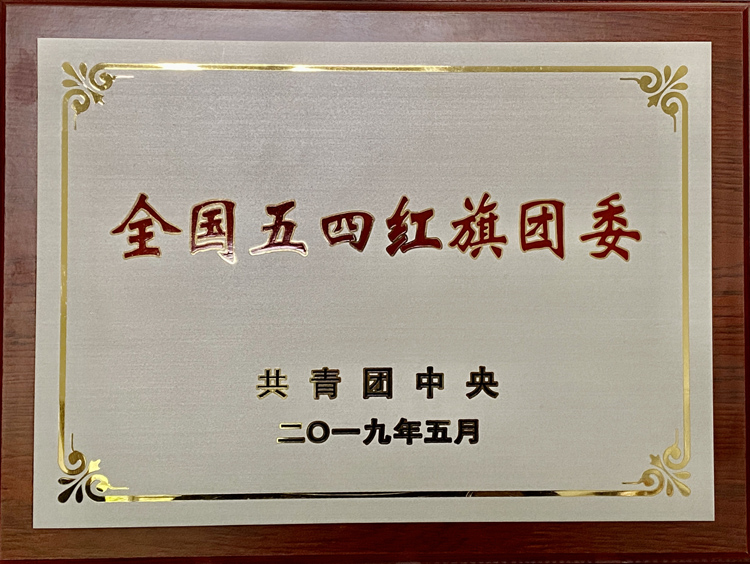 全国五四红旗团委
共青团中央
二〇一九年五月